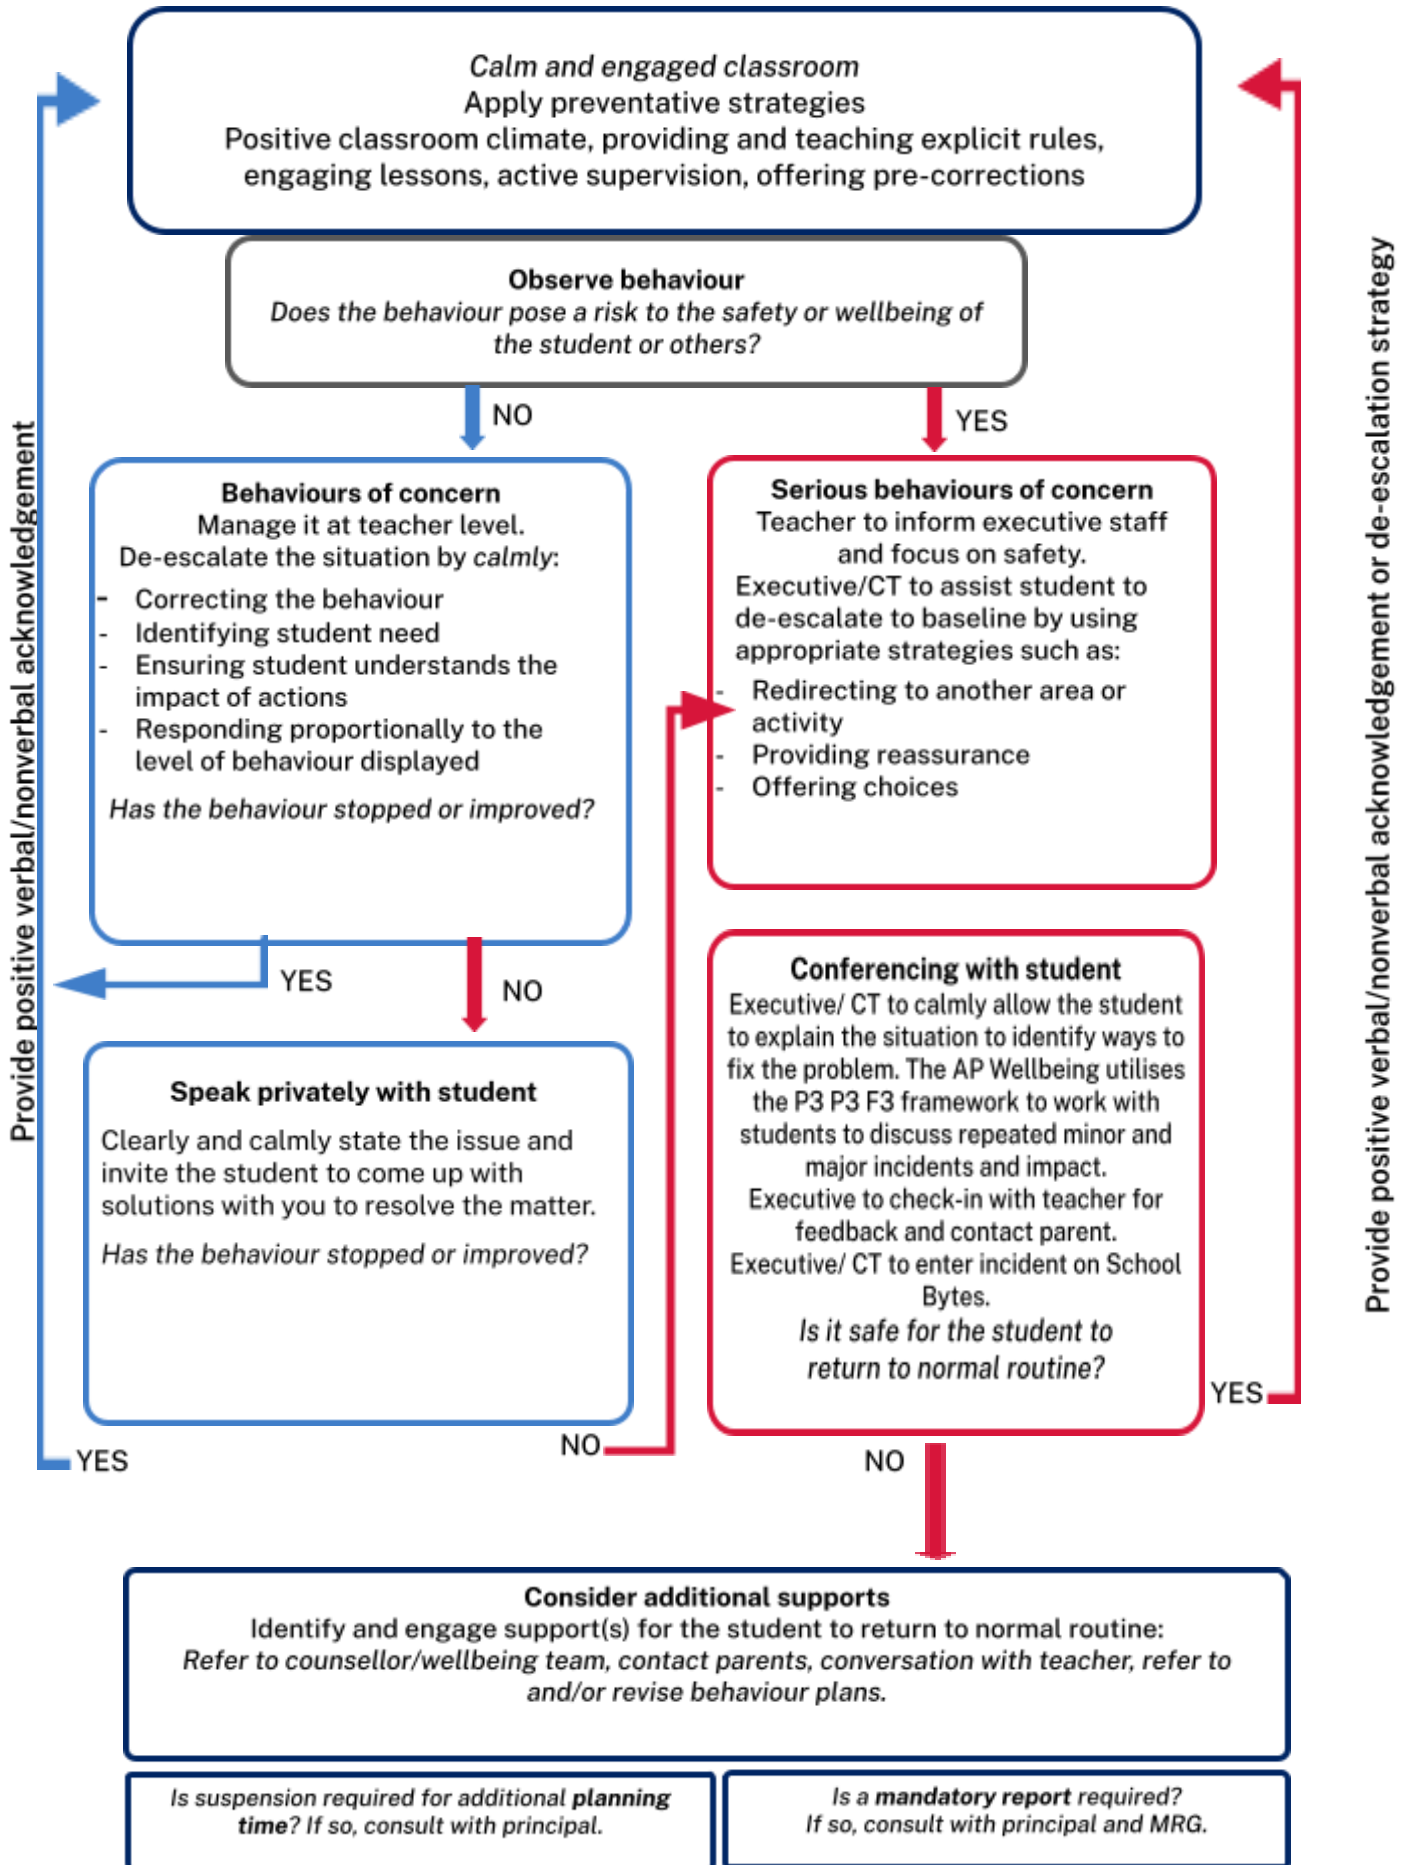 Calm and engaged classroom
Apply preventative strategies
Positive classroom climate, providing and teaching explicit rules,
engaging lessons, active supervision, offering pre-corrections
Observe behaviour
Does the behaviour pose a risk to the safety or wellbeing of
the student or others?
NO
YES
Behaviours of concern
Manage it at teacher level.
De-escalate the situation by calmly:
- Correcting the behaviour
- Identifying student need
- Ensuring student understands the
impact of actions
- Responding proportionally to the
level of behaviour displayed
Has the behaviour stopped or improved?
YES
NO
Speak privately with student
Clearly and calmly state the issue and
invite the student to come up with
solutions with you to resolve the matter.
Has the behaviour stopped or improved?
YES
NO
Provide positive verbal/nonverbal acknowledgement
Serious behaviours of concern
Teacher to inform executive staff
and focus on safety.
Executive/CT to assist student to
de-escalate to baseline by using
appropriate strategies such as:
- Redirecting to another area or
activity
- Providing reassurance
- Offering choices
Conferencing with student
Executive/ CT to calmly allow the student
to explain the situation to identify ways to
fix the problem. The AP Wellbeing utilises
the P3 P3 F3 framework to work with
students to discuss repeated minor and
major incidents and impact.
Executive to check-in with teacher for
feedback and contact parent.
Executive/ CT to enter incident on School
Bytes.
Is it safe for the student to
return to normal routine?
YES
NO
Provide positive verbal/nonverbal acknowledgement or de-escalation strategy
Consider additional supports
Identify and engage support(s) for the student to return to normal routine:
Refer to counsellor/wellbeing team, contact parents, conversation with teacher, refer to
and/or revise behaviour plans.
Is suspension required for additional planning
time? If so, consult with principal.
Is a mandatory report required?
If so, consult with principal and MRG.